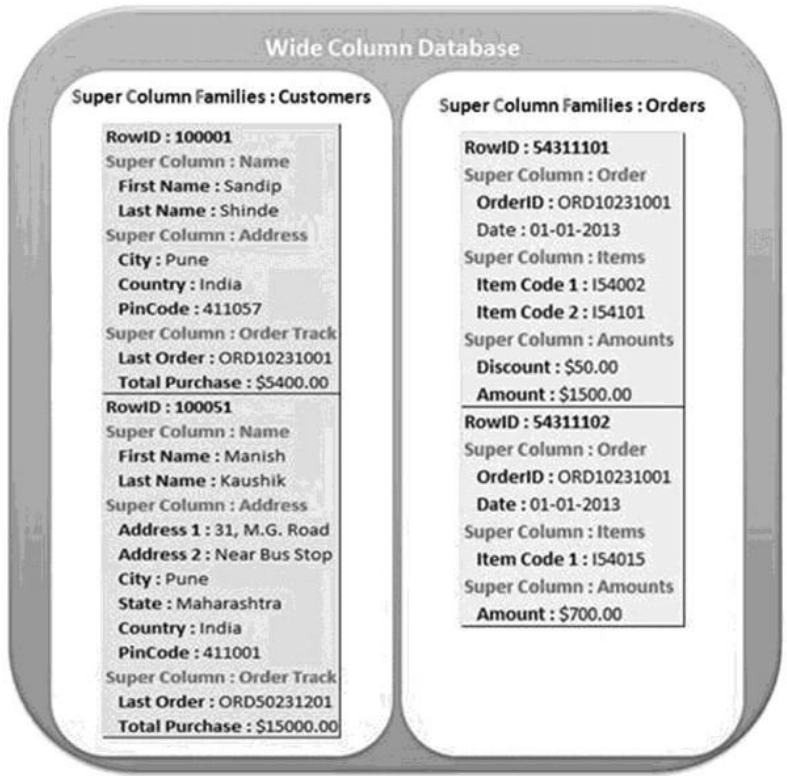 Wide Column Database
Super Column Families : Customers
RowID : 100001
Super Column : Name
First Name : Sandip
Last Name : Shinde
Super Column : Address
City : Pune
Country : India
PinCode : 411057
Super Column : Order Track
Last Order : ORD10231001
Total Purchase : $5400.00
RowID : 100051
Super Column : Name
First Name : Manish
Last Name : Kaushik
Super Column : Address
Address 1 : 31, M.G. Road
Address 2 : Near Bus Stop
City : Pune
State : Maharashtra
Country : India
PinCode : 411001
Super Column : Order Track
Last Order : ORD50231201
Total Purchase : $15000.00
Super Column Families : Orders
RowID : 54311101
Super Column : Order
OrderID : ORD10231001
Date : 01-01-2013
Super Column : Items
Item Code 1 : I54002
Item Code 2 : I54101
Super Column : Amounts
Discount : $50.00
Amount : $1500.00
RowID : 54311102
Super Column : Order
OrderID : ORD10231001
Date : 01-01-2013
Super Column : Items
Item Code 1 : I54015
Super Column : Amounts
Amount : $700.00